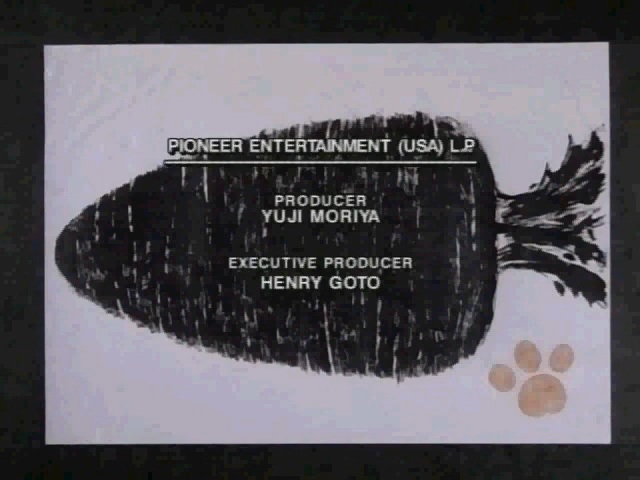 PIONEER ENTERTAINMENT (USA) L.P
PRODUCER
YUJI MORIYA
EXECUTIVE PRODUCER
HENRY GOTO